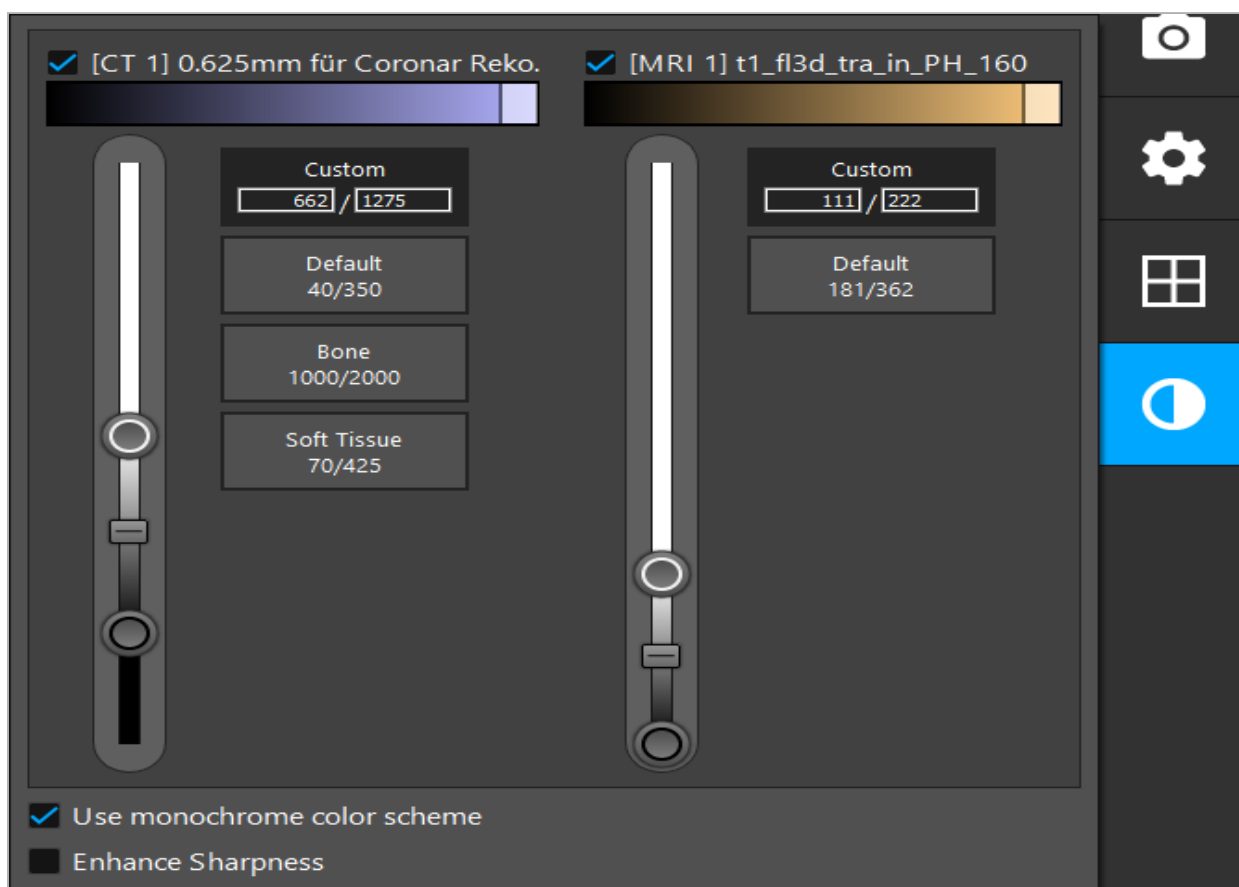 [CT 1] 0.625mm für Coronar Reko.
Custom
662 / 1275
Default
40/350
Bone
1000/2000
Soft Tissue
70/425
[MRI 1] t1_fl3d_tra_in_PH_160
Custom
111 / 222
Default
181/362
Use monochrome color scheme
Enhance Sharpness